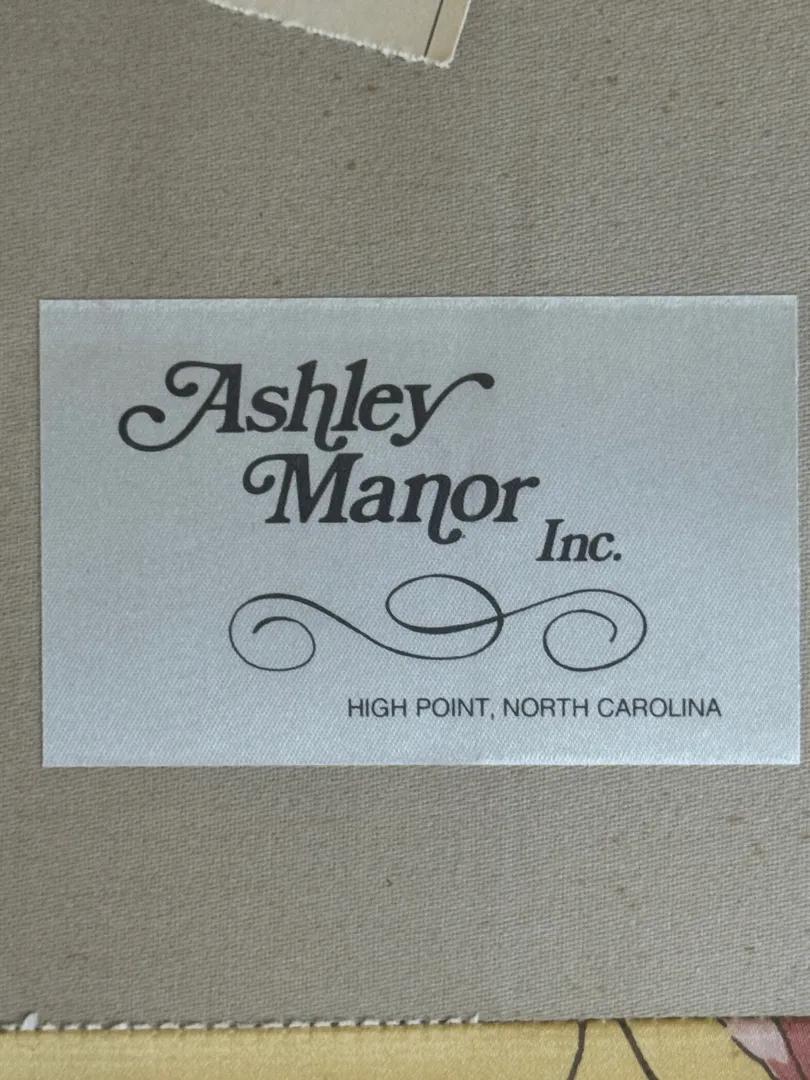 Ashley
Manor
Inc.
HIGH POINT, NORTH CAROLINA